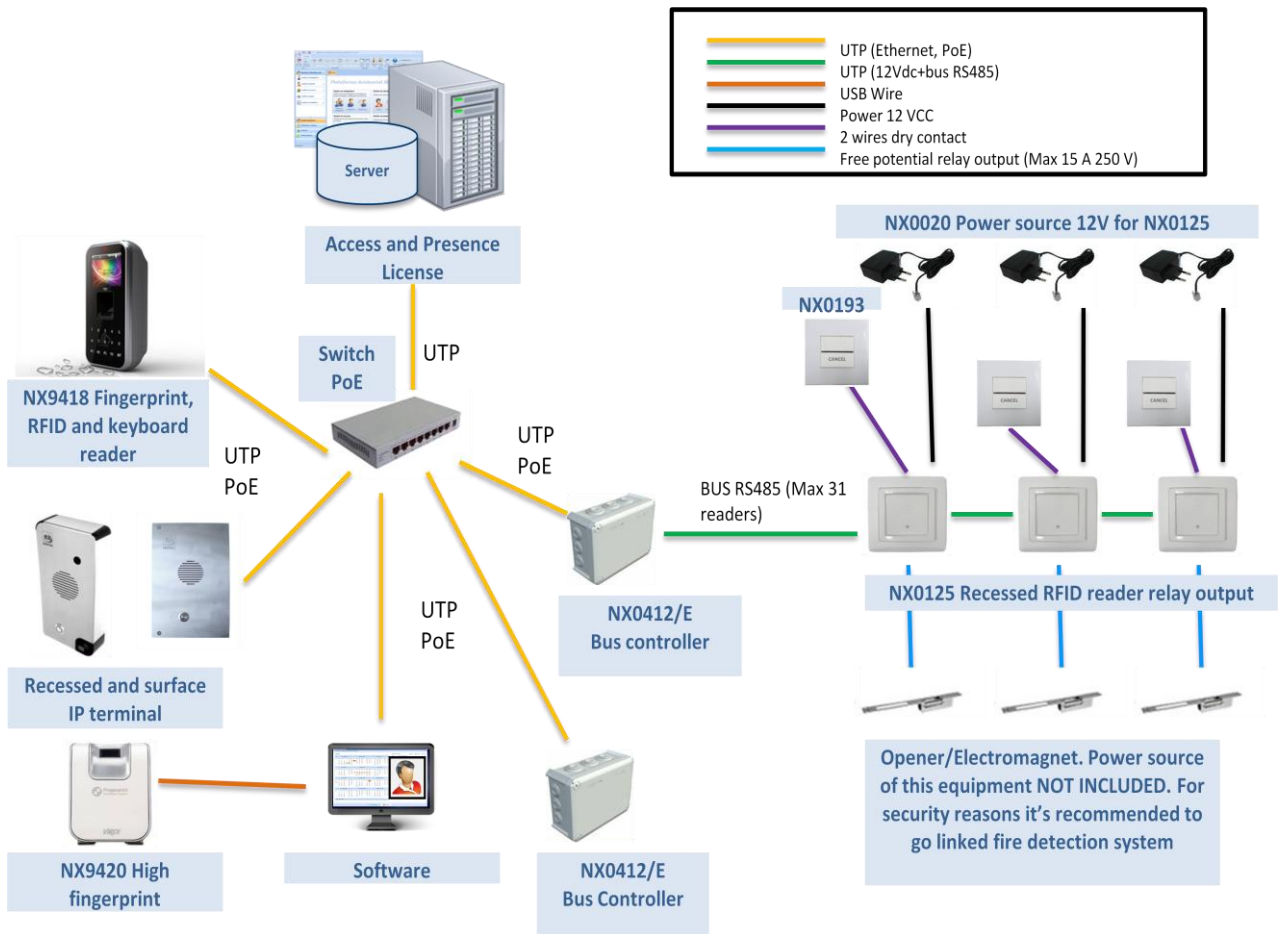 UTP (Ethernet, PoE)
UTP (12Vdc+bus RS485)
USB Wire
Power 12 VCC
2 wires dry contact
Free potential relay output (Max 15 A 250 V)
Server
Access and Presence
License
NX0020 Power source 12V for NX0125
NX0193
CANCEL
CANCEL
CANCEL
Switch
PoE
UTP
NX9418 Fingerprint,
RFID and keyboard
reader
UTP
PoE
UTP
PoE
BUS RS485 (Max 31
readers)
NX0412/E
Bus controller
NX0125 Recessed RFID reader relay output
UTP
PoE
Recessed and surface
IP terminal
Opener/Electromagnet. Power source
of this equipment NOT INCLUDED. For
security reasons it’s recommended to
go linked fire detection system
NX9420 High
fingerprint
Software
NX0412/E
Bus Controller